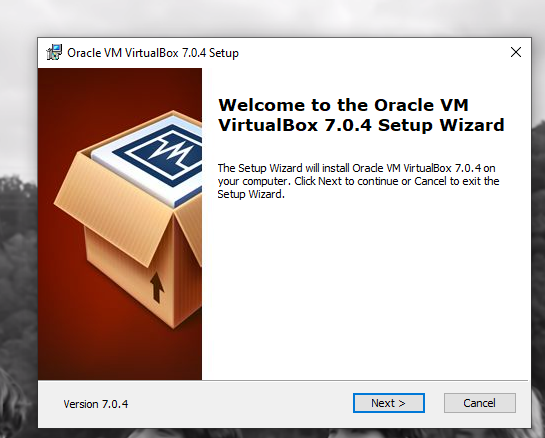 Oracle VM VirtualBox 7.0.4 Setup
Welcome to the Oracle VM
VirtualBox 7.0.4 Setup Wizard
The Setup Wizard will install Oracle VM VirtualBox 7.0.4 on
your computer. Click Next to continue or Cancel to exit the
Setup Wizard.
Version 7.0.4
Next >
Cancel